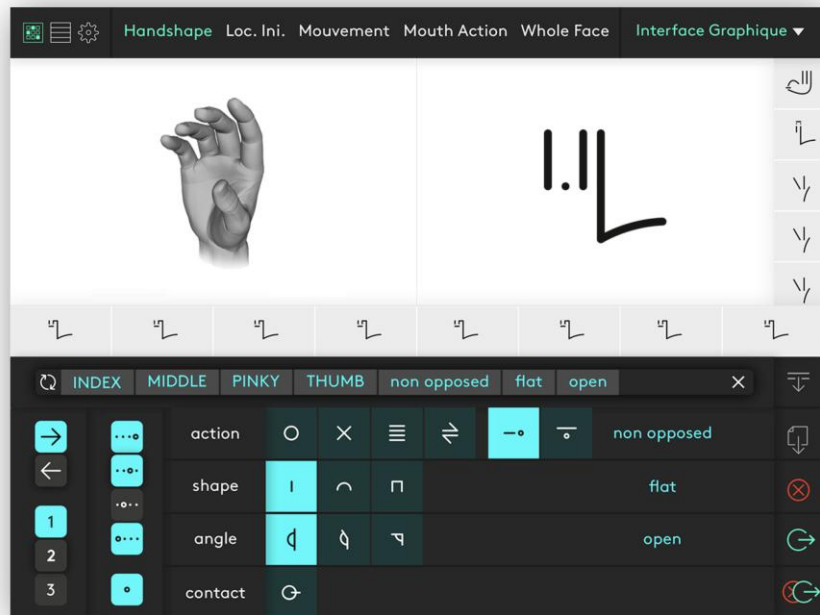 Handshape Loc. Ini. Mouvement Mouth Action Whole Face Interface Graphique
INDEX MIDDLE PINKY THUMB non opposed flat open
action non opposed
shape flat
1 angle open
2
3 contact